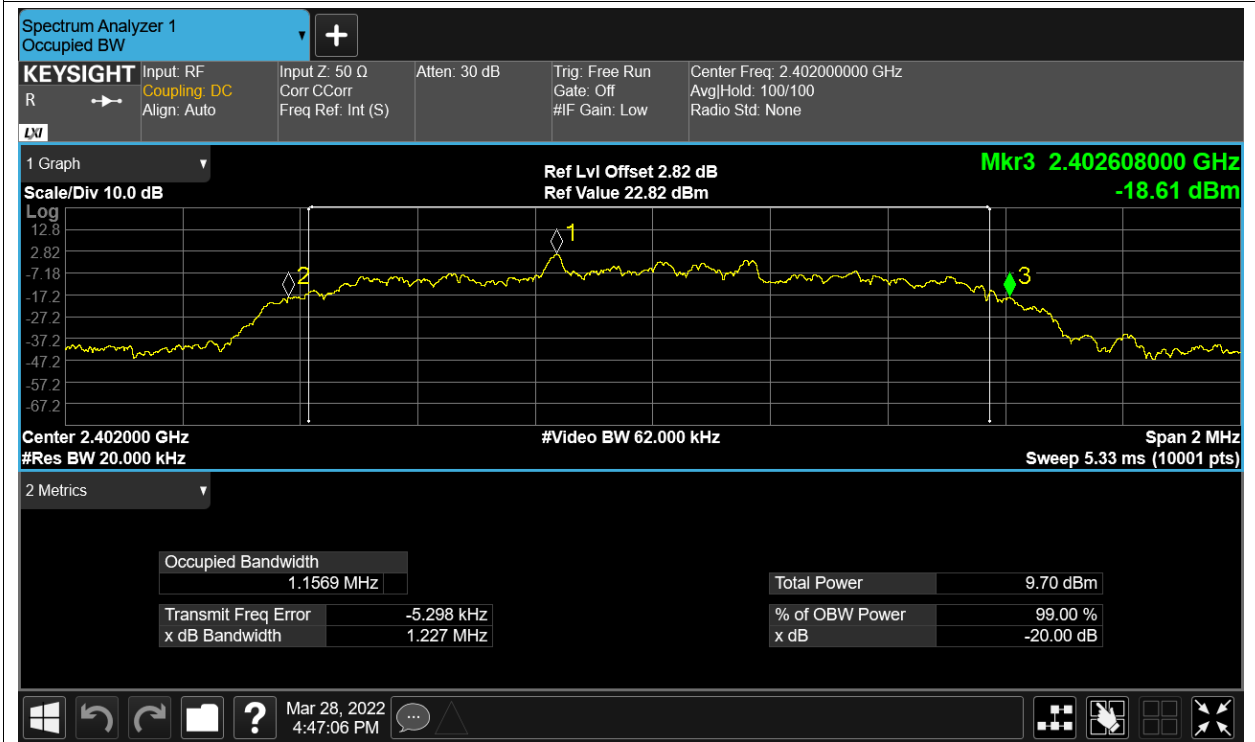 Spectrum Analyzer 1
Occupied BW
KEYSIGHT
R
LXI
Input: RF
Coupling: DC
Align: Auto
Input Z: 50 Ω
Corr CCorr
Freq Ref: Int (S)
Atten: 30 dB
Trig: Free Run
Gate: Off
#IF Gain: Low
Center Freq: 2.402000000 GHz
Avg|Hold: 100/100
Radio Std: None
1 Graph
Scale/Div 10.0 dB
Ref Lvl Offset 2.82 dB
Ref Value 22.82 dBm
Mkr3 2.402608000 GHz
-18.61 dBm
Log
12.8
2.82
-7.18
-17.2
-27.2
-37.2
-47.2
-57.2
-67.2
1
2
3
Center 2.402000 GHz
#Video BW 62.000 kHz
Span 2 MHz
#Res BW 20.000 kHz
Sweep 5.33 ms (10001 pts)
2 Metrics
Occupied Bandwidth
1.1569 MHz
Total Power 9.70 dBm
Transmit Freq Error -5.298 kHz
% of OBW Power 99.00 %
x dB Bandwidth 1.227 MHz
x dB -20.00 dB
?
Mar 28, 2022
4:47:06 PM